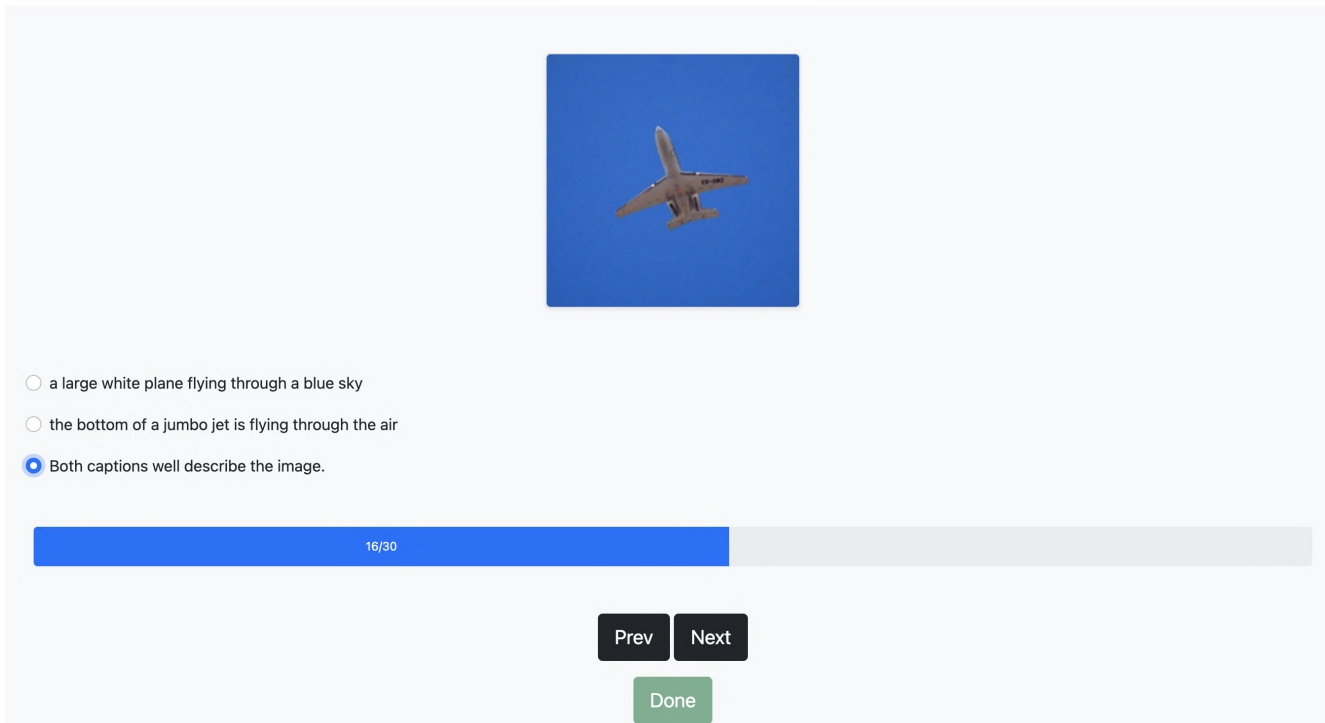 a large white plane flying through a blue sky
the bottom of a jumbo jet is flying through the air
Both captions well describe the image.
16/30
Prev Next
Done